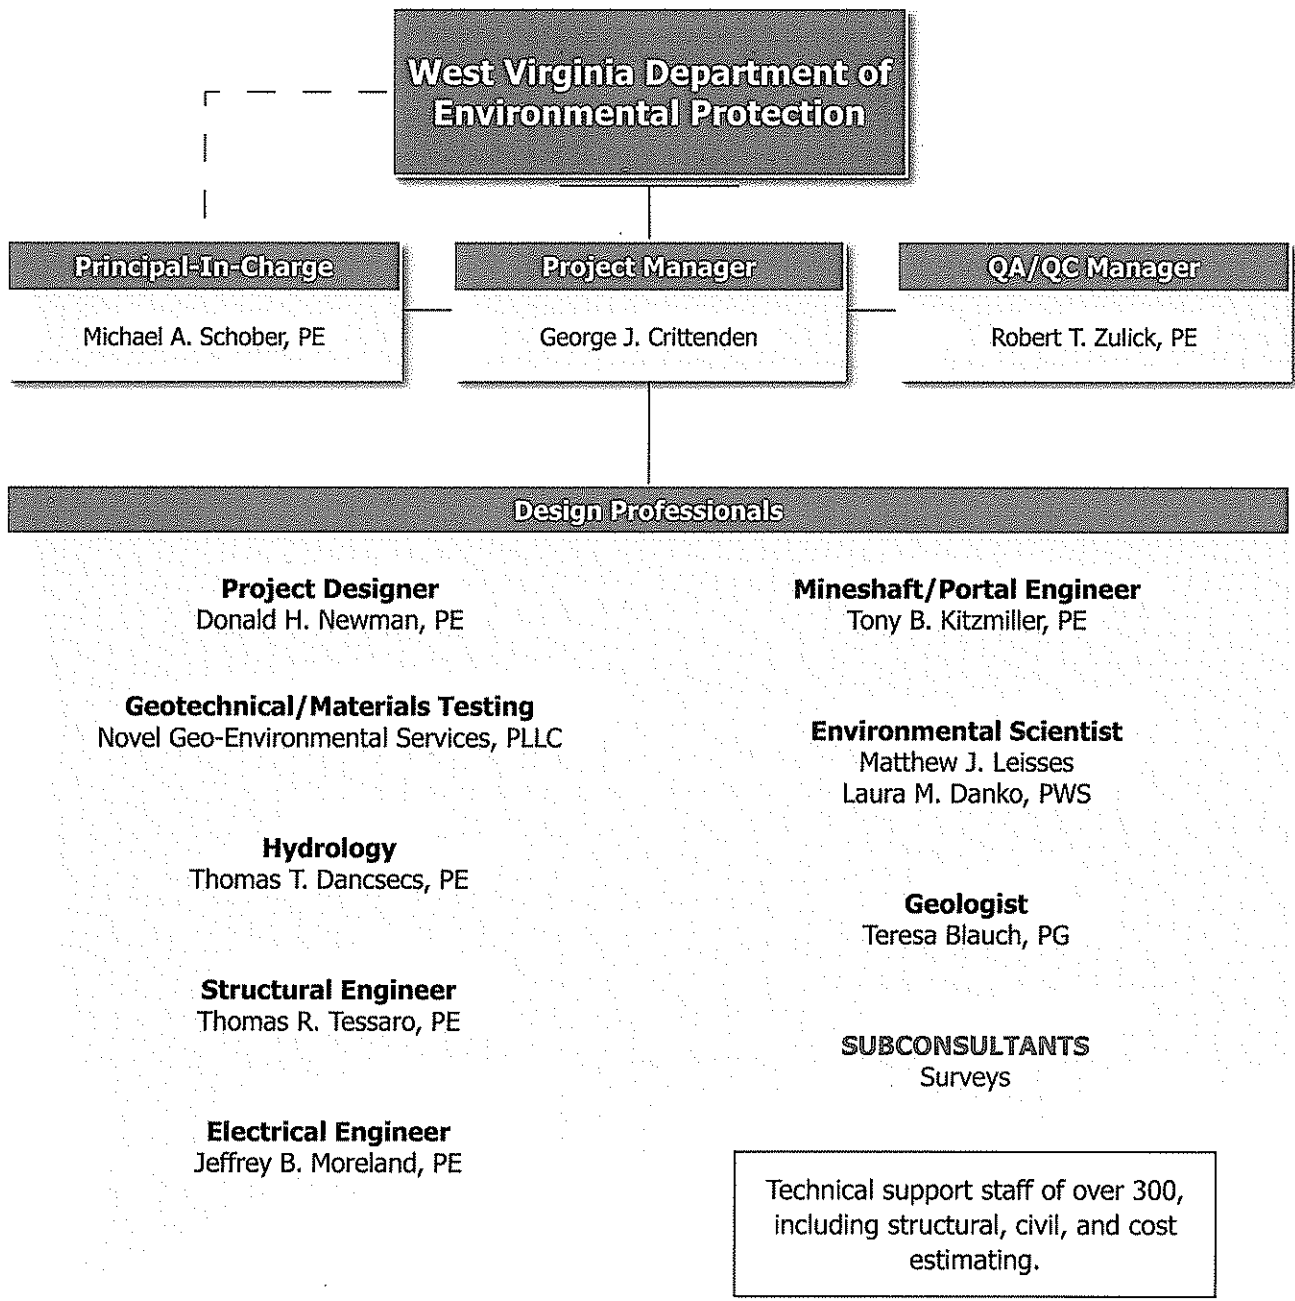 West Virginia Department of
Environmental Protection
Principal-In-Charge
Michael A. Schober, PE
Project Manager
George J. Crittenden
QA/QC Manager
Robert T. Zulick, PE
Design Professionals
Project Designer
Donald H. Newman, PE
Geotechnical/Materials Testing
Novel Geo-Environmental Services, PLLC
Hydrology
Thomas T. Dancsecs, PE
Structural Engineer
Thomas R. Tessaro, PE
Electrical Engineer
Jeffrey B. Moreland, PE
Mineshaft/Portal Engineer
Tony B. Kitzmiller, PE
Environmental Scientist
Matthew J. Leisses
Laura M. Danko, PWS
Geologist
Teresa Blauch, PG
SUBCONSULTANTS
Surveys
Technical support staff of over 300,
including structural, civil, and cost
estimating.